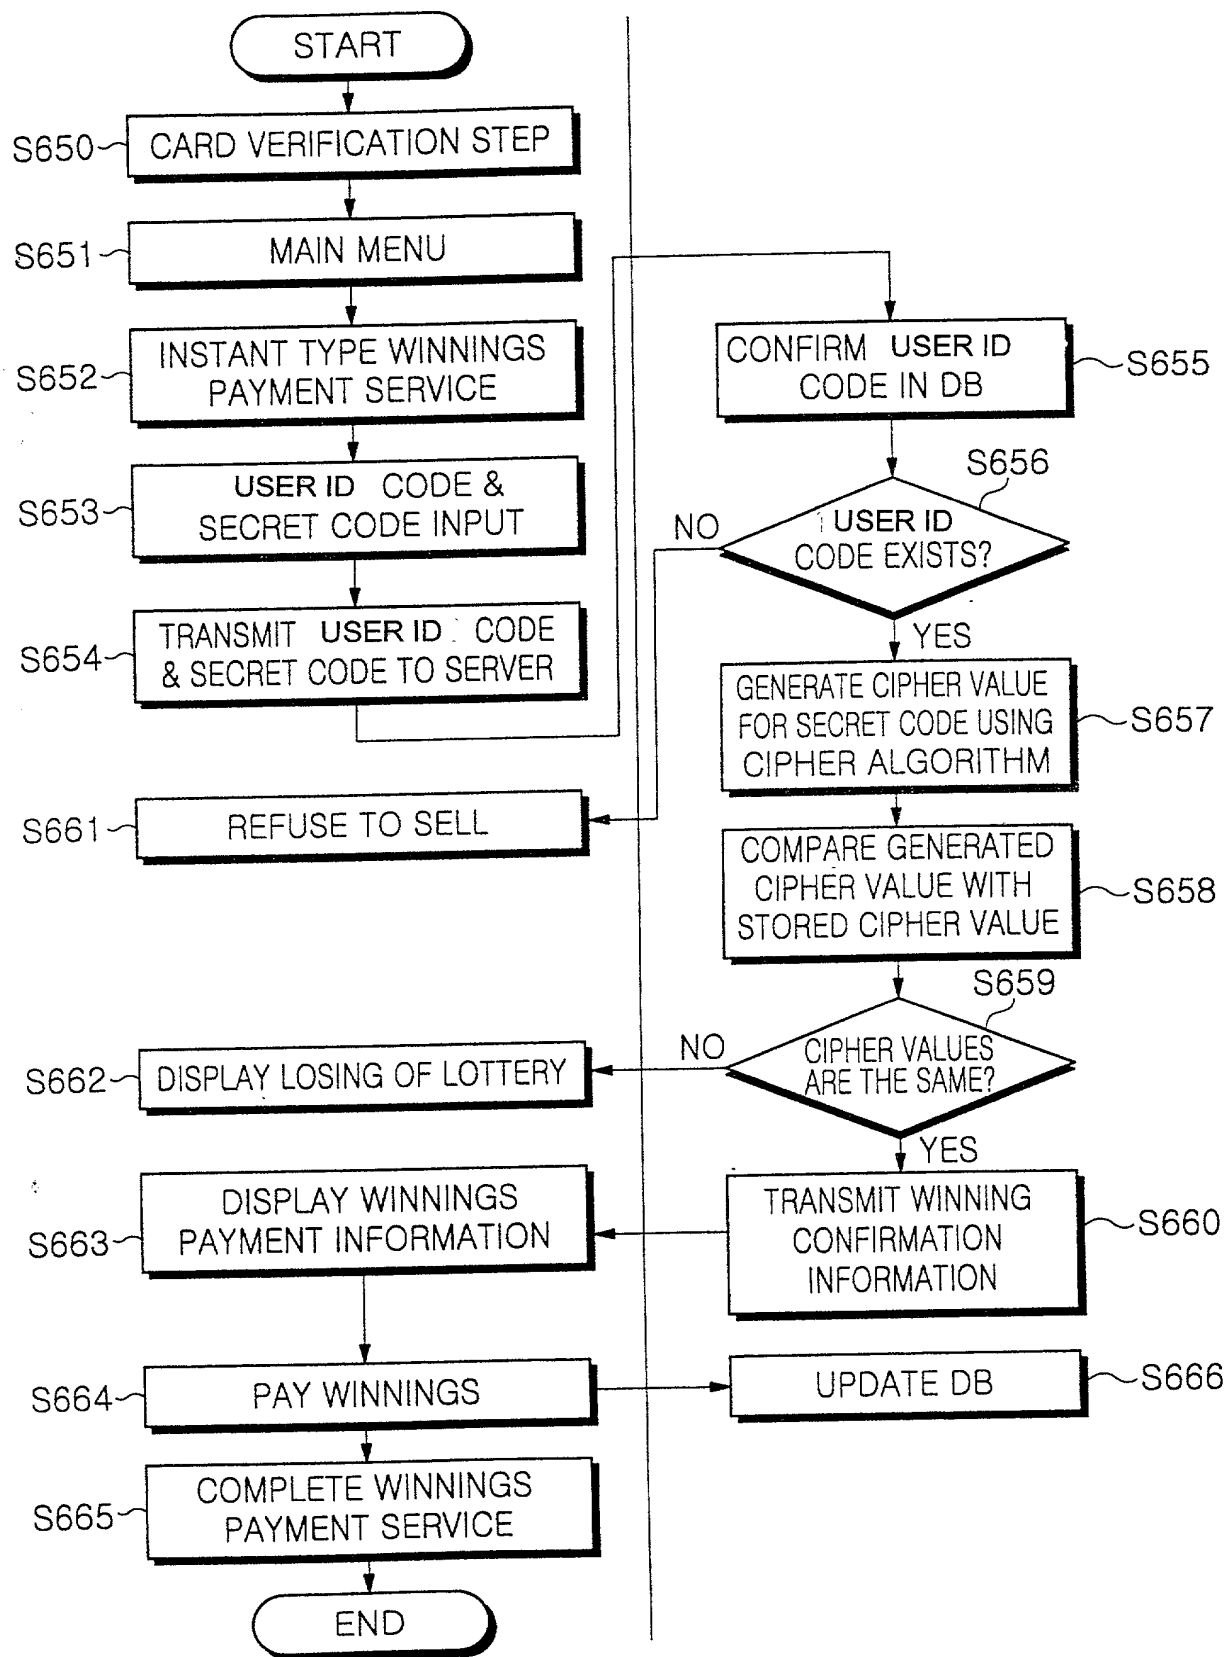 START
S650
CARD VERIFICATION STEP
S651
MAIN MENU
S652
INSTANT TYPE WINNINGS
PAYMENT SERVICE
S653
USER ID CODE &
SECRET CODE INPUT
S654
TRANSMIT USER ID CODE
& SECRET CODE TO SERVER
CONFIRM USER ID
CODE IN DB
S655
S656
USER ID
CODE EXISTS?
NO
YES
S661
REFUSE TO SELL
GENERATE CIPHER VALUE
FOR SECRET CODE USING
CIPHER ALGORITHM
S657
COMPARE GENERATED
CIPHER VALUE WITH
STORED CIPHER VALUE
S658
S659
CIPHER VALUES
ARE THE SAME?
NO
YES
S662
DISPLAY LOSING OF LOTTERY
TRANSMIT WINNING
CONFIRMATION
INFORMATION
S660
S663
DISPLAY WINNINGS
PAYMENT INFORMATION
S664
PAY WINNINGS
UPDATE DB
S666
S665
COMPLETE WINNINGS
PAYMENT SERVICE
END